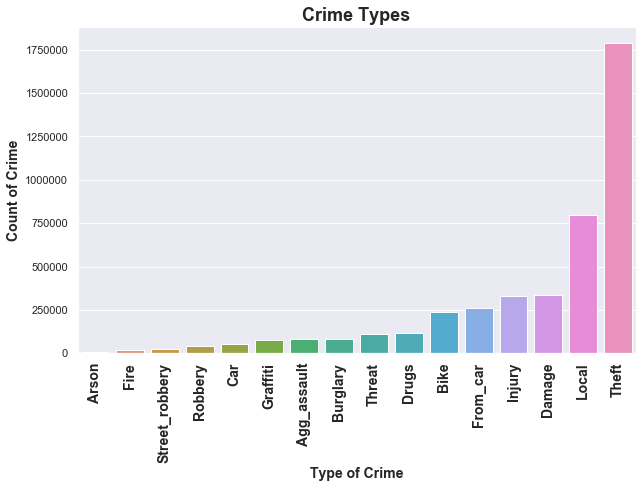 Crime Types
Count of Crime
1750000
1500000
1250000
1000000
750000
500000
250000
0
Arson
Fire
Street_robbery
Robbery
Car
Graffiti
Agg_assault
Burglary
Threat
Drugs
Bike
From_car
Injury
Damage
Local
Theft
Type of Crime